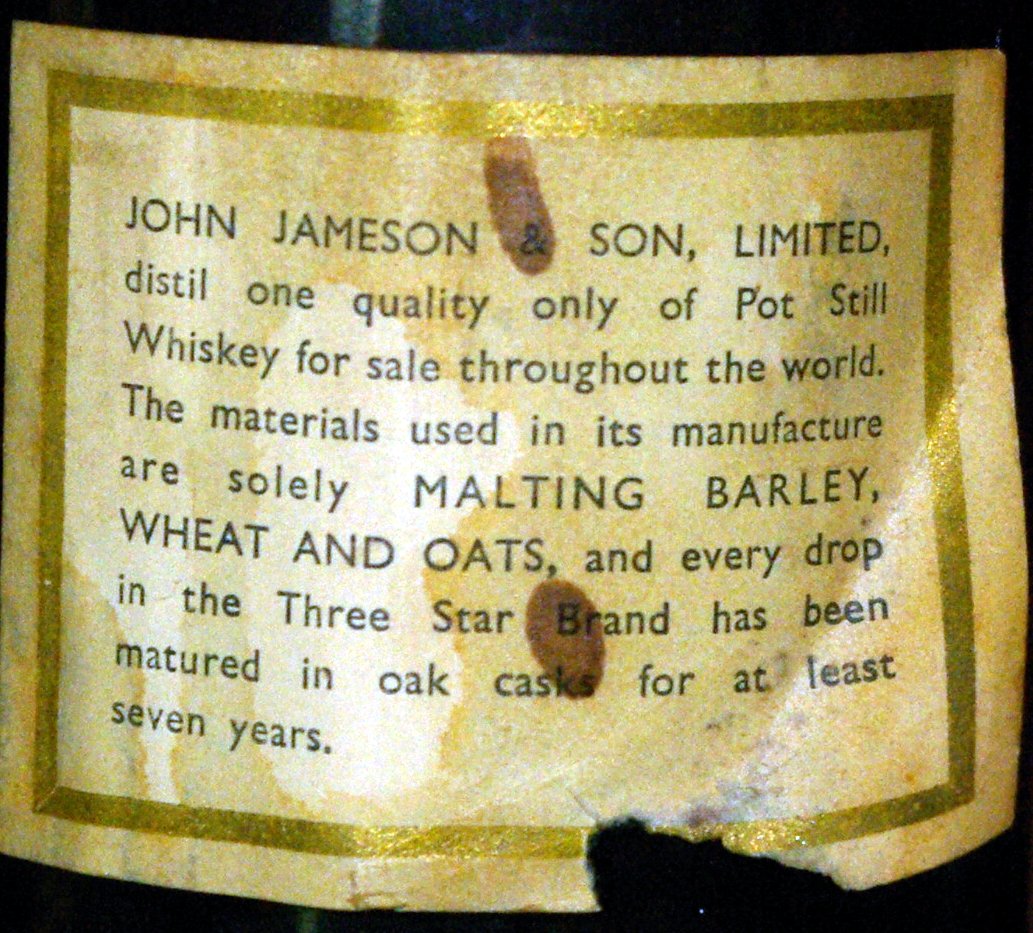 JOHN JAMESON & SON, LIMITED,
distil one quality only of Pot Still
Whiskey for sale throughout the world.
The materials used in its manufacture
are solely MALTING BARLEY,
WHEAT AND OATS, and every drop
in the Three Star Brand has been
matured in oak casks for at least
seven years.